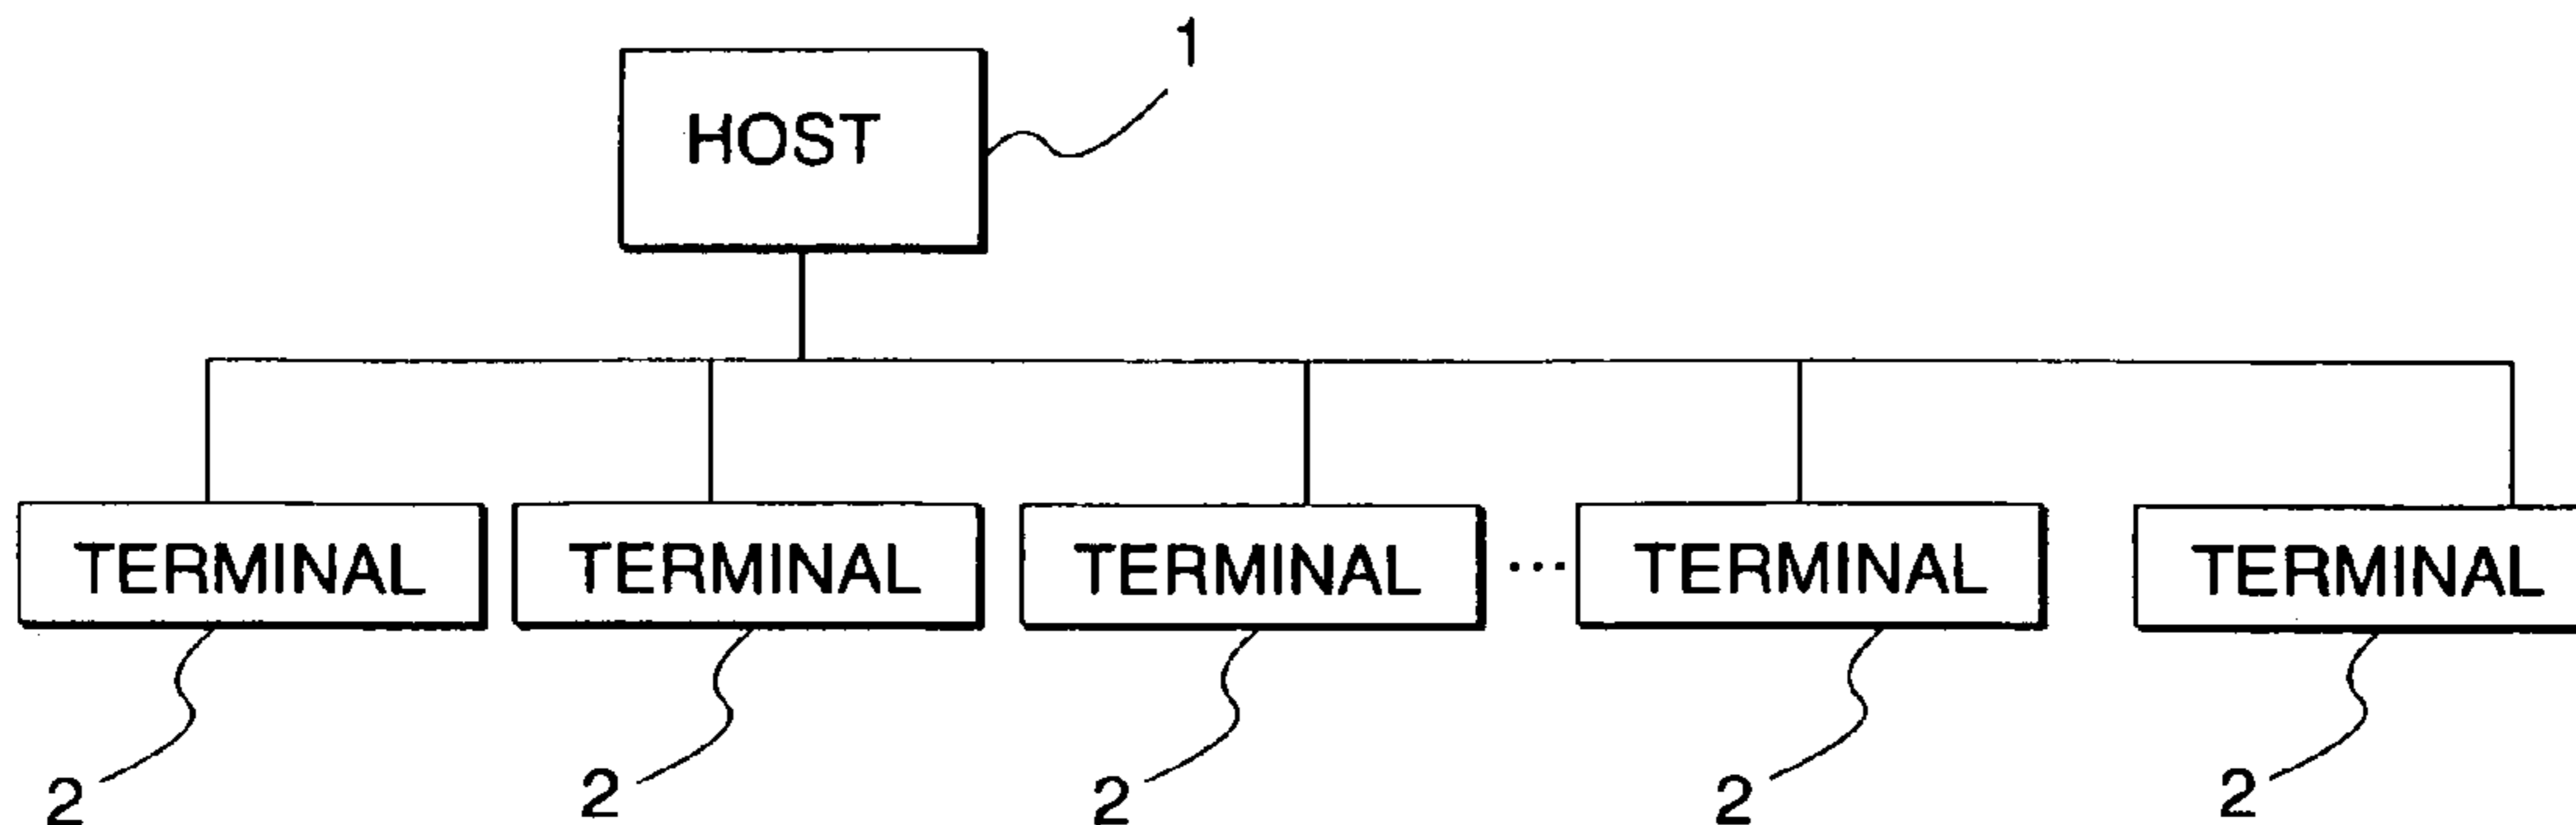 1
HOST
TERMINAL TERMINAL TERMINAL ... TERMINAL TERMINAL
2 2 2 2 2